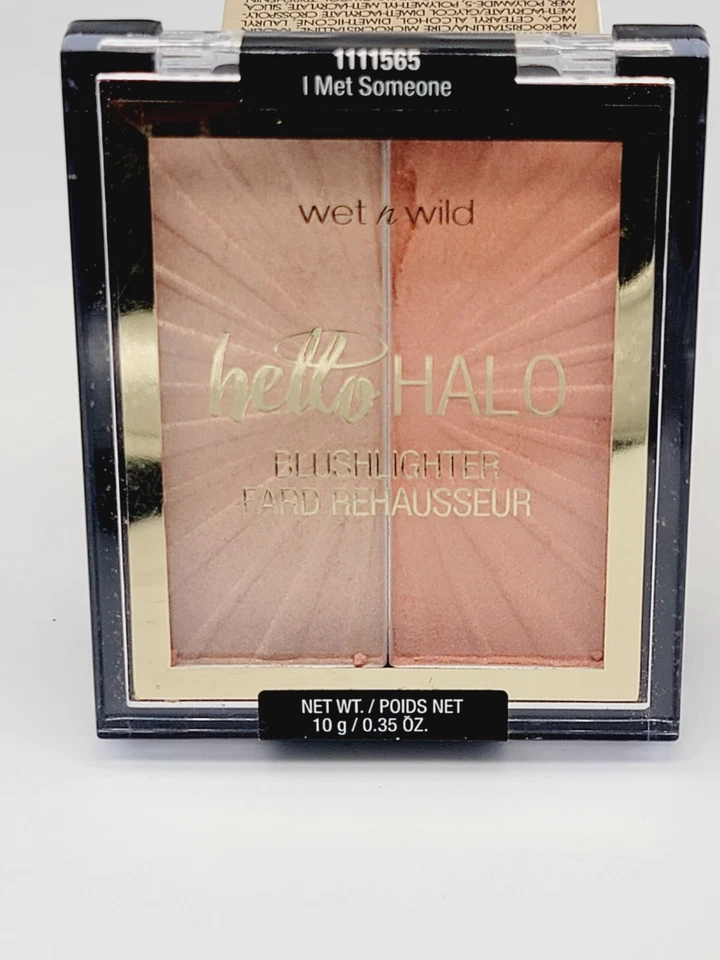 1111565
I Met Someone
wet n wild
hello HALO
BLUSHLIGHTER
FARD REHAUSSEUR
NET WT. / POIDS NET
10 g / 0.35 OZ.